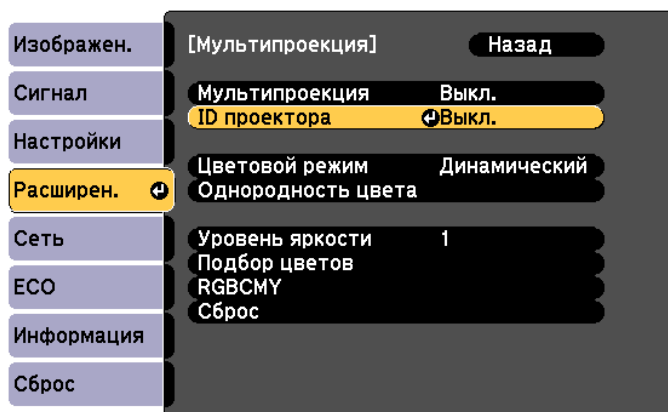 Изображен.
Сигнал
Настройки
Расширен.
Сеть
ECO
Информация
Сброс
[Мультипроекция] Назад
Мультипроекция Выкл.
ID проектора Выкл.
Цветовой режим Динамический
Однородность цвета
Уровень яркости 1
Подбор цветов
RGBCMY
Сброс